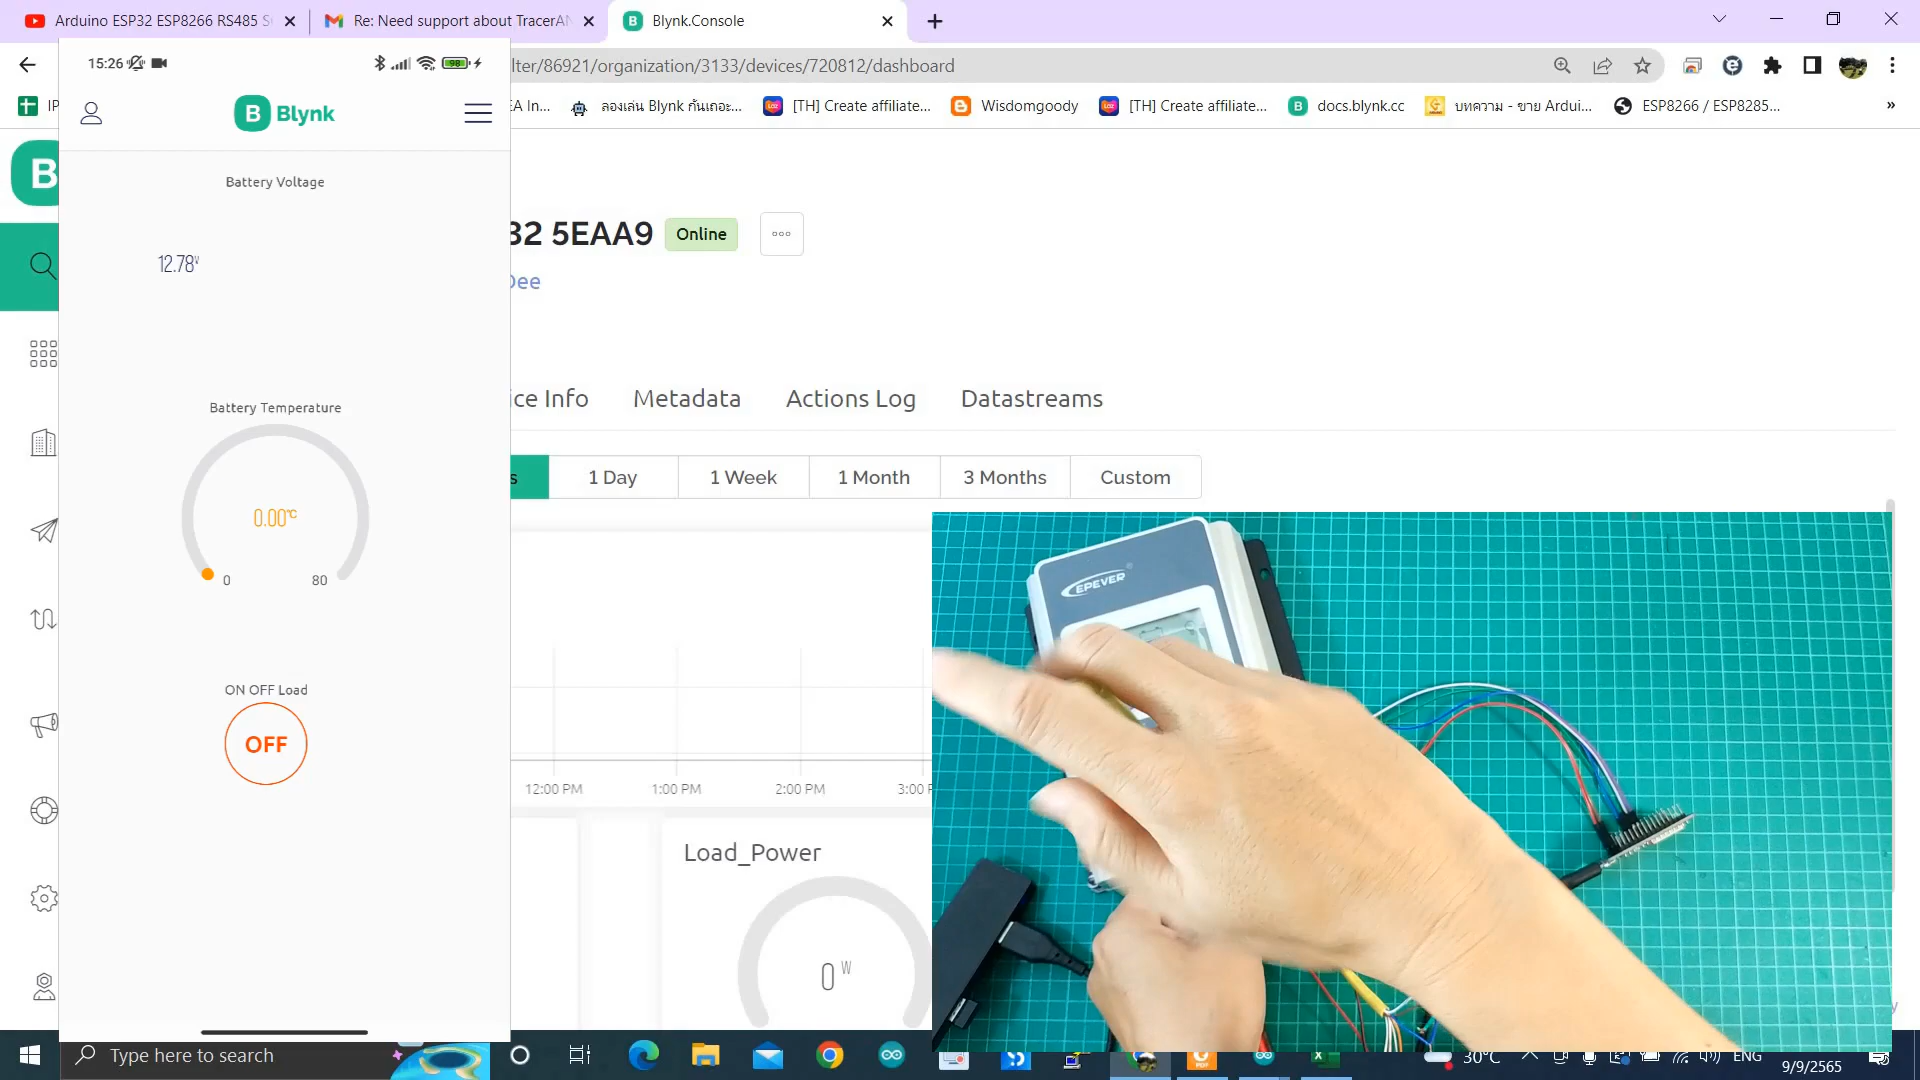 Arduino ESP32 ESP8266 RS485 S
Re: Need support about TracerAN
Blynk.Console
lter/86921/organization/3133/devices/720812/dashboard
EA In...
ลองเล่น Blynk กันเถอะ...
[TH] Create affiliate...
Wisdomgoody
[TH] Create affiliate...
docs.blynk.cc
บทความ - ขาย Ardui...
ESP8266 / ESP8285...
»
15:26
98
B Blynk
Battery Voltage
12.78V
Battery Temperature
0.00°C
0
80
ON OFF Load
OFF
B
32 5EAA9
Online
Dee
ice Info
Metadata
Actions Log
Datastreams
s
1 Day
1 Week
1 Month
3 Months
Custom
12:00 PM
1:00 PM
2:00 PM
3:00 P
Load_Power
0 W
EPEVER
Type here to search
30°C
ENG
9/9/2565